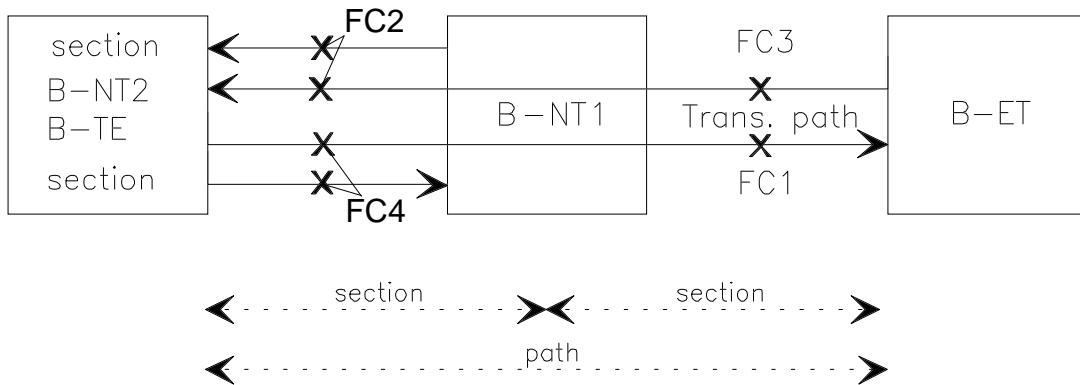 FC2
section
FC3
B-NT2
B-NT1
Trans. path
B-ET
B-TE
section
FC1
FC4
section
section
path